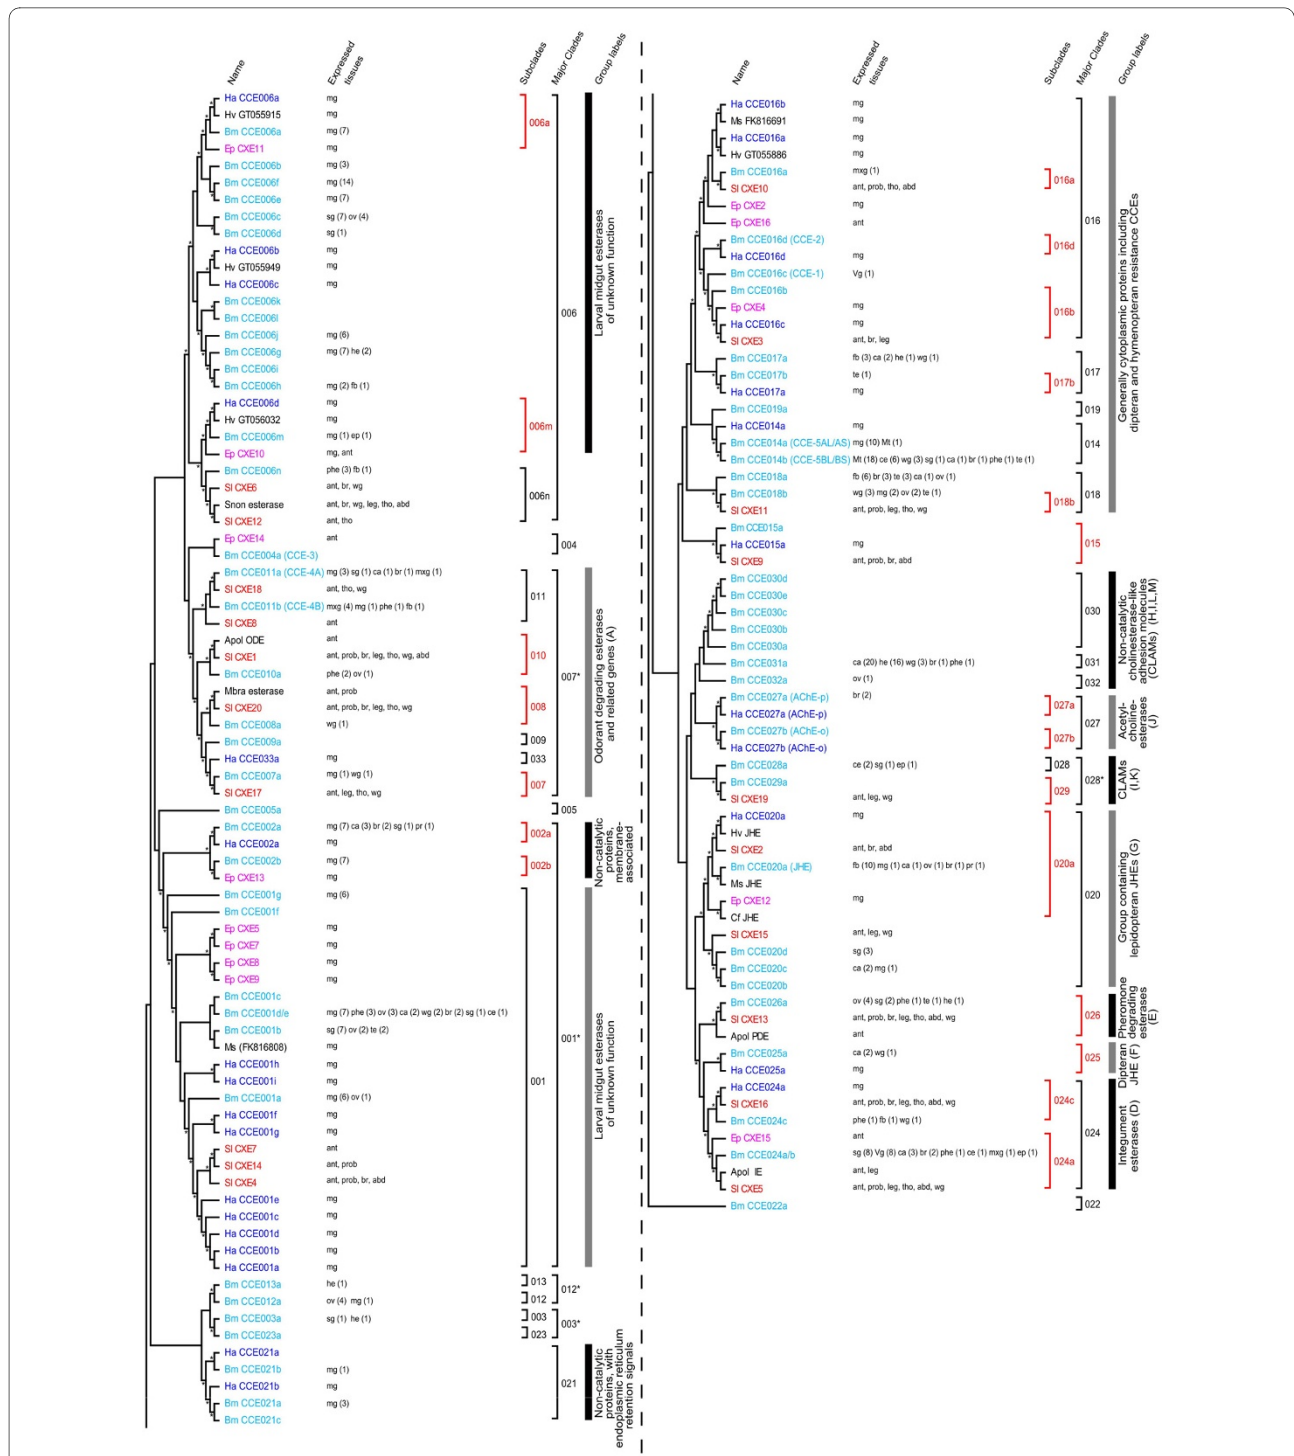 Name
Expressed tissues
Subclades
Major Clades
Group labels
Ha CCE006a mg
Hv GT055915 mg
Bm CCE006a mg (7)
Ep CXE11 mg
006a
Bm CCE006b mg (3)
Bm CCE006f mg (14)
Bm CCE006e mg (7)
Bm CCE006c sg (7) ov (4)
Bm CCE006d sg (1)
Ha CCE006b mg
Hv GT055949 mg
Ha CCE006c mg
Bm CCE006k
Bm CCE006l
Bm CCE006j mg (6)
Bm CCE006g mg (7) he (2)
Bm CCE006i
Bm CCE006h mg (2) fb (1)
Ha CCE006d mg
Hv GT056032 mg
Bm CCE006m mg (1) ep (1)
Ep CXE10 mg, ant
006m
Bm CCE006n phe (3) fb (1)
Sl CXE6 ant, br, wg
Snon esterase ant, br, wg, leg, tho, abd
Sl CXE12 ant, tho
006n
006
Larval midgut esterases of unknown function
Ep CXE14 ant
Bm CCE004a (CCE-3)
004
Bm CCE011a (CCE-4A) mg (3) sg (1) ca (1) br (1) mxg (1)
Sl CXE18 ant, tho, wg
Bm CCE011b (CCE-4B) mxg (4) mg (1) phe (1) fb (1)
Sl CXE8 ant
011
Apol ODE ant
Sl CXE1 ant, prob, br, leg, tho, wg, abd
Bm CCE010a phe (2) ov (1)
010
Mbra esterase ant, prob
Sl CXE20 ant, prob, br, leg, tho, wg
Bm CCE008a wg (1)
008
Bm CCE009a
009
Ha CCE033a mg
033
Bm CCE007a mg (1) wg (1)
Sl CXE17 ant, leg, tho, wg
007
007*
Odorant degrading esterases and related genes (A)
Bm CCE005a
005
Bm CCE002a mg (7) ca (3) br (2) sg (1) pr (1)
Ha CCE002a mg
002a
Bm CCE002b mg (7)
Ep CXE13 mg
002b
Non-catalytic proteins, membrane-associated
Bm CCE001g mg (6)
Bm CCE001f
Ep CXE5 mg
Ep CXE7 mg
Ep CXE8 mg
Ep CXE9 mg
Bm CCE001c
Bm CCE001d/e mg (7) phe (3) ov (3) ca (2) wg (2) br (2) sg (1) ce (1)
Bm CCE001b sg (7) ov (2) te (2)
Ms (FK816808) mg
Ha CCE001h mg
Ha CCE001i mg
Bm CCE001a mg (6) ov (1)
Ha CCE001f mg
Ha CCE001g mg
Sl CXE7 ant
Sl CXE14 ant, prob
Sl CXE4 ant, prob, br, abd
Ha CCE001e mg
Ha CCE001c mg
Ha CCE001d mg
Ha CCE001b mg
Ha CCE001a mg
001
001*
Larval midgut esterases of unknown function
Bm CCE013a he (1)
013
Bm CCE012a ov (4) mg (1)
012
012*
Bm CCE003a sg (1) he (1)
003
Bm CCE023a
023
003*
Ha CCE021a
Bm CCE021b mg (1)
Ha CCE021b mg
Bm CCE021a mg (3)
Bm CCE021c
021
Non-catalytic proteins, with endoplasmic reticulum retention signals
Name
Expressed tissues
Subclades
Major Clades
Group labels
Ha CCE016b mg
Ms FK816691 mg
Ha CCE016a mg
Hv GT055886 mg
Bm CCE016a mxg (1)
Sl CXE10 ant, prob, tho, abd
016a
Ep CXE2 mg
Ep CXE16 ant
Bm CCE016d (CCE-2)
Ha CCE016d mg
016d
Bm CCE016c (CCE-1) Vg (1)
Bm CCE016b
Ep CXE4 mg
Ha CCE016c mg
Sl CXE3 ant, br, leg
016b
016
Bm CCE017a fb (3) ca (2) he (1) wg (1)
Bm CCE017b te (1)
Ha CCE017a mg
017b
017
Bm CCE019a
019
Ha CCE014a mg
Bm CCE014a (CCE-5AL/AS) mg (10) Mt (1)
Bm CCE014b (CCE-5BL/BS) Mt (18) ce (6) wg (3) sg (1) ca (1) br (1) phe (1) te (1)
014
Bm CCE018a fb (6) br (3) te (3) ca (1) ov (1)
Bm CCE018b wg (3) mg (2) ov (2) te (1)
Sl CXE11 ant, prob, leg, tho, wg
018b
018
Generally cytoplasmic proteins including dipteran and hymenopteran resistance CCEs
Bm CCE015a
Ha CCE015a mg
Sl CXE9 ant, prob, br, abd
015
Bm CCE030d
Bm CCE030e
Bm CCE030c
Bm CCE030b
Bm CCE030a
030
Bm CCE031a ca (20) he (16) wg (3) br (1) phe (1)
031
Bm CCE032a ov (1)
032
Non-catalytic cholinesterase-like adhesion molecules (CLAMs) (H,I,L,M)
Bm CCE027a (AChE-p) br (2)
Ha CCE027a (AChE-p)
027a
Bm CCE027b (AChE-o)
Ha CCE027b (AChE-o)
027b
027
Acetyl-choline-esterases (J)
Bm CCE028a ce (2) sg (1) ep (1)
028
Bm CCE029a
Sl CXE19 ant, leg, wg
029
028*
CLAMs (I,K)
Ha CCE020a mg
Hv JHE
Sl CXE2 ant, br, abd
Bm CCE020a (JHE) fb (10) mg (1) ca (1) ov (1) br (1) pr (1)
Ms JHE
Ep CXE12 mg
Cf JHE
020a
Sl CXE15 ant, leg, wg
Bm CCE020d sg (3)
Bm CCE020c ca (2) mg (1)
Bm CCE020b
020
Group containing lepidopteran JHEs (G)
Bm CCE026a ov (4) sg (2) phe (1) te (1) he (1)
Sl CXE13 ant, prob, br, leg, tho, abd, wg
Apol PDE ant
026
Pheromone degrading esterases (E)
Bm CCE025a ca (2) wg (1)
Ha CCE025a mg
025
Dipteran JHE (F)
Ha CCE024a mg
Sl CXE16 ant, prob, br, leg, tho, abd, wg
Bm CCE024c phe (1) fb (1) wg (1)
024c
Ep CXE15 ant
Bm CCE024a/b sg (8) Vg (8) ca (3) br (2) phe (1) ce (1) mxg (1) ep (1)
Apol IE ant, leg
Sl CXE5 ant, prob, leg, tho, abd, wg
024a
024
Integument esterases (D)
Bm CCE022a
022